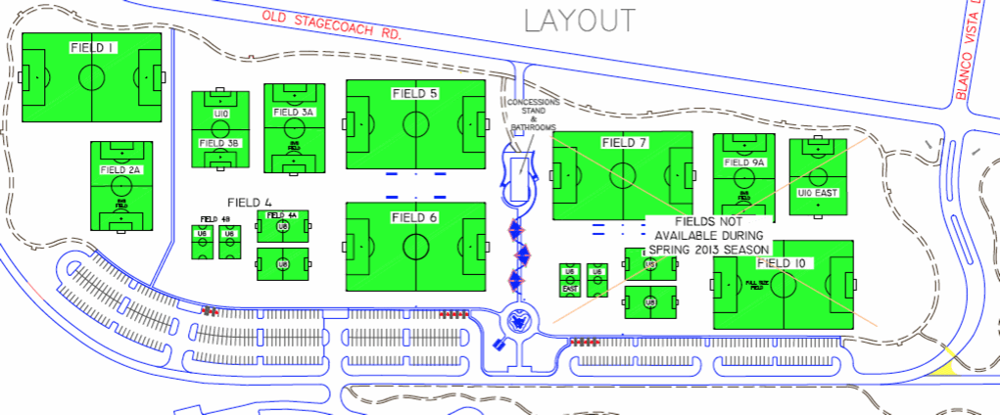 LAYOUT
OLD STAGECOACH RD.
BLANCO VISTA
FIELD 1
FIELD 2A
U10
FIELD 3B
FIELD 3A
FIELD 5
CONCESSIONS
STAND
&
BATHROOMS
FIELD 7
FIELD 9A
U10 EAST
FIELD 4
FIELD 4B
U6
U6
FIELD 4A
U8
U8
FIELD 6
FIELDS NOT
AVAILABLE DURING
SPRING 2013 SEASON
U6
U6
EAST
U8
U8
FIELD 10
FULL SIZE
FIELD